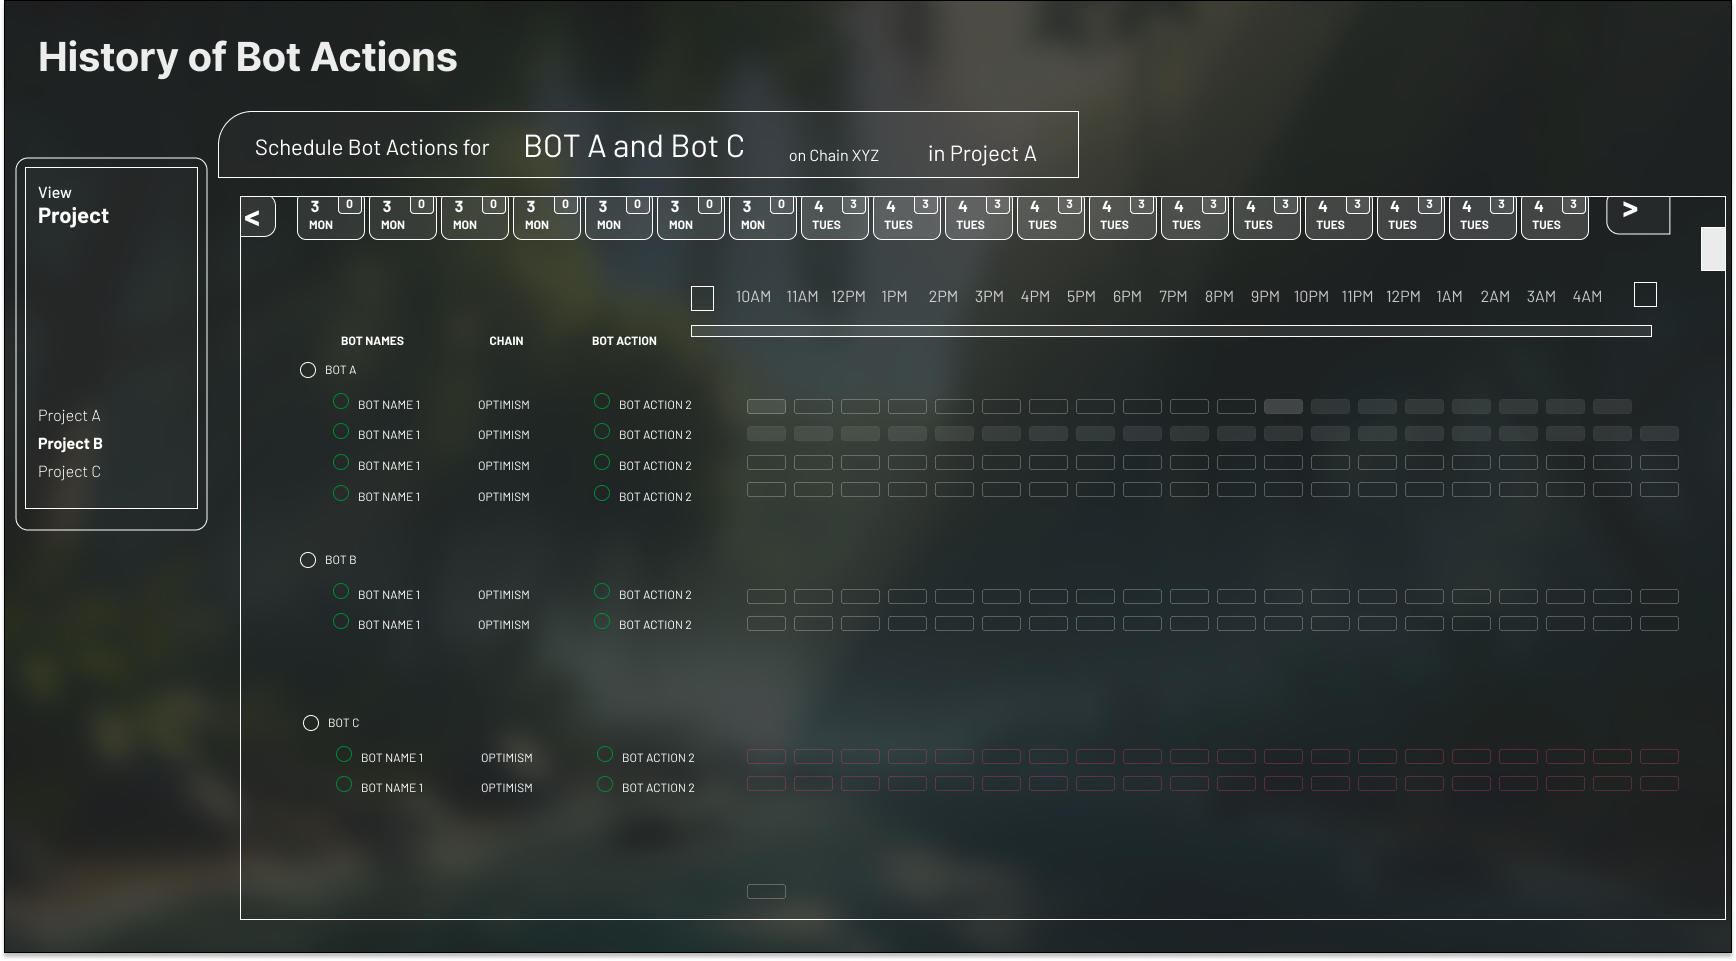 History of Bot Actions
Schedule Bot Actions for BOT A and Bot C on Chain XYZ in Project A
View
Project
Project A
Project B
Project C
< 3 0 3 0 3 0 3 0 3 0 3 0 3 0 4 3 4 3 4 3 4 3 4 3 4 3 4 3 4 3 4 3 4 3 4 3 >
MON MON MON MON MON MON MON TUES TUES TUES TUES TUES TUES TUES TUES TUES TUES TUES
10AM 11AM 12PM 1PM 2PM 3PM 4PM 5PM 6PM 7PM 8PM 9PM 10PM 11PM 12PM 1AM 2AM 3AM 4AM
BOT NAMES CHAIN BOT ACTION
BOT A
BOT NAME 1 OPTIMISM BOT ACTION 2
BOT NAME 1 OPTIMISM BOT ACTION 2
BOT NAME 1 OPTIMISM BOT ACTION 2
BOT NAME 1 OPTIMISM BOT ACTION 2
BOT B
BOT NAME 1 OPTIMISM BOT ACTION 2
BOT NAME 1 OPTIMISM BOT ACTION 2
BOT C
BOT NAME 1 OPTIMISM BOT ACTION 2
BOT NAME 1 OPTIMISM BOT ACTION 2